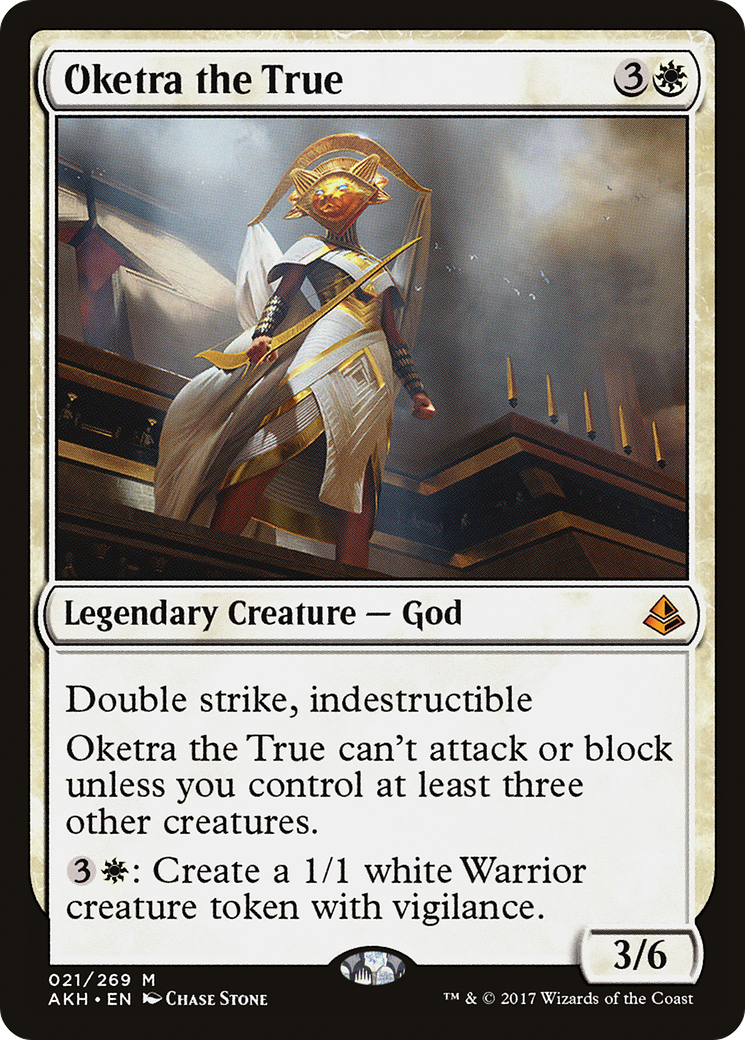 Oketra the True 3
Legendary Creature — God
Double strike, indestructible
Oketra the True can't attack or block
unless you control at least three
other creatures.
3 : Create a 1/1 white Warrior
creature token with vigilance.
3/6
021/269 M
AKH • EN Chase Stone
™ & © 2017 Wizards of the Coast